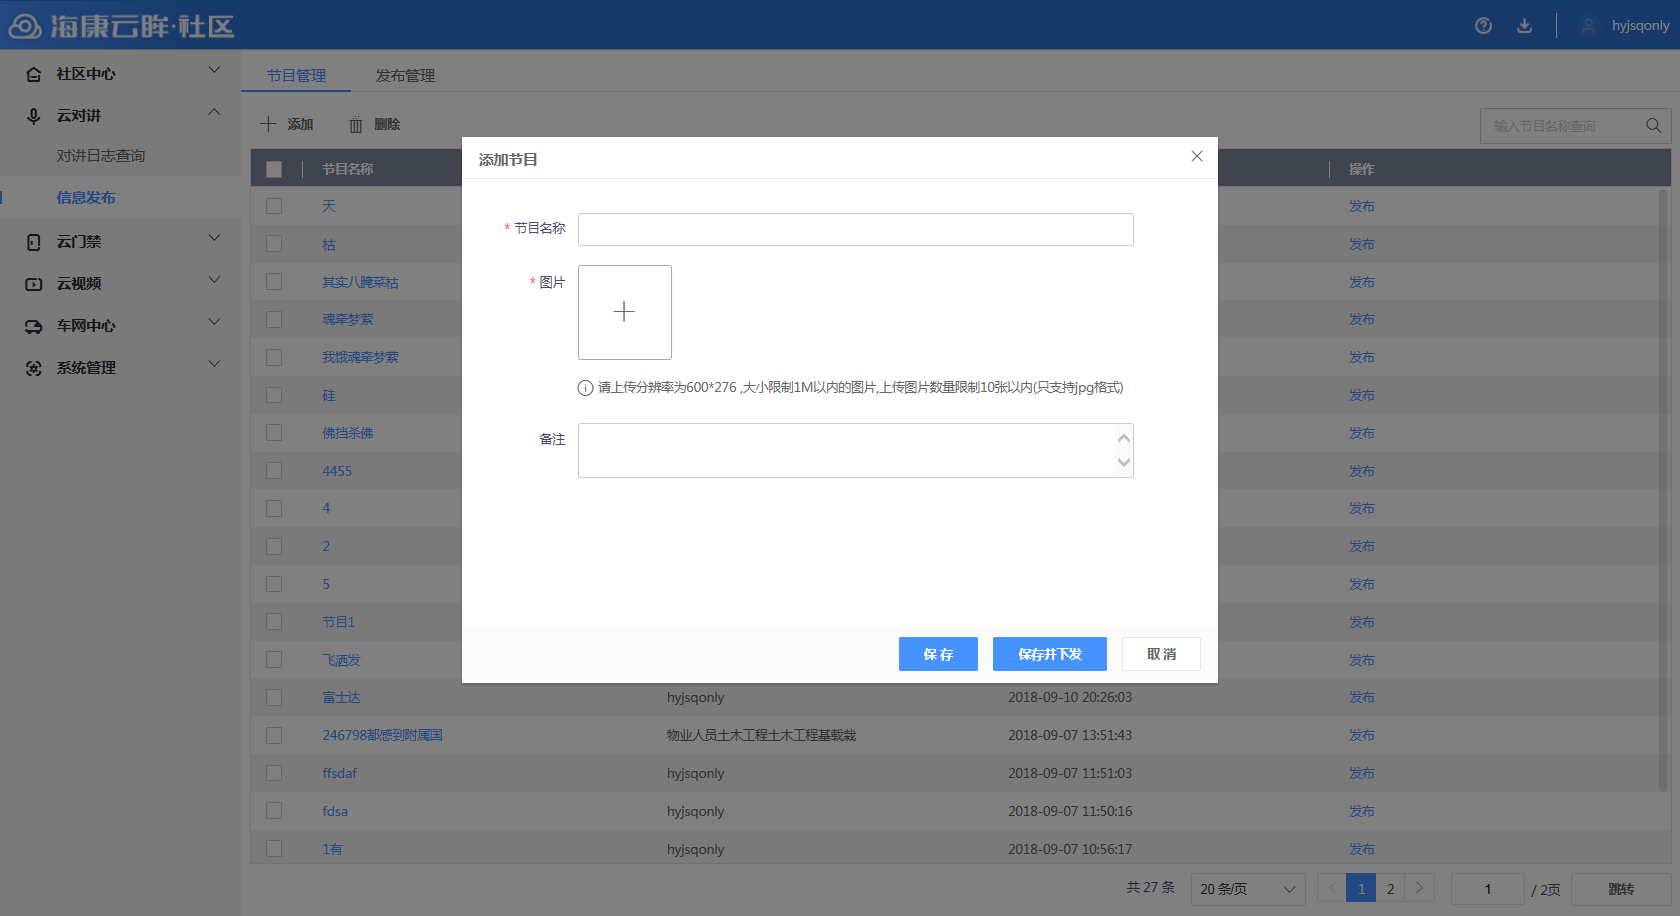 海康云眸·社区
hyjsqonly
社区中心
云对讲
对讲日志查询
信息发布
云门禁
云视频
车网中心
系统管理
节目管理 发布管理
添加 删除
输入节目名称查询
节目名称 操作
天 发布
枯 发布
其实八腌菜枯 发布
魂牵梦萦 发布
我饿魂牵梦萦 发布
硅 发布
佛挡杀佛 发布
4455 发布
4 发布
2 发布
5 发布
节目1 发布
飞洒发 发布
富士达 hyjsqonly 2018-09-10 20:26:03 发布
246798都感到附属国 物业人员土木工程土木工程基载栽 2018-09-07 13:51:43 发布
ffsdaf hyjsqonly 2018-09-07 11:51:03 发布
fdsa hyjsqonly 2018-09-07 11:50:16 发布
1有 hyjsqonly 2018-09-07 10:56:17 发布
共 27 条 20 条/页 1 2 1 / 2页 跳转
添加节目
* 节目名称
* 图片
请上传分辨率为600*276 ,大小限制1M以内的图片,上传图片数量限制10张以内(只支持jpg格式)
备注
保 存 保存并下发 取 消